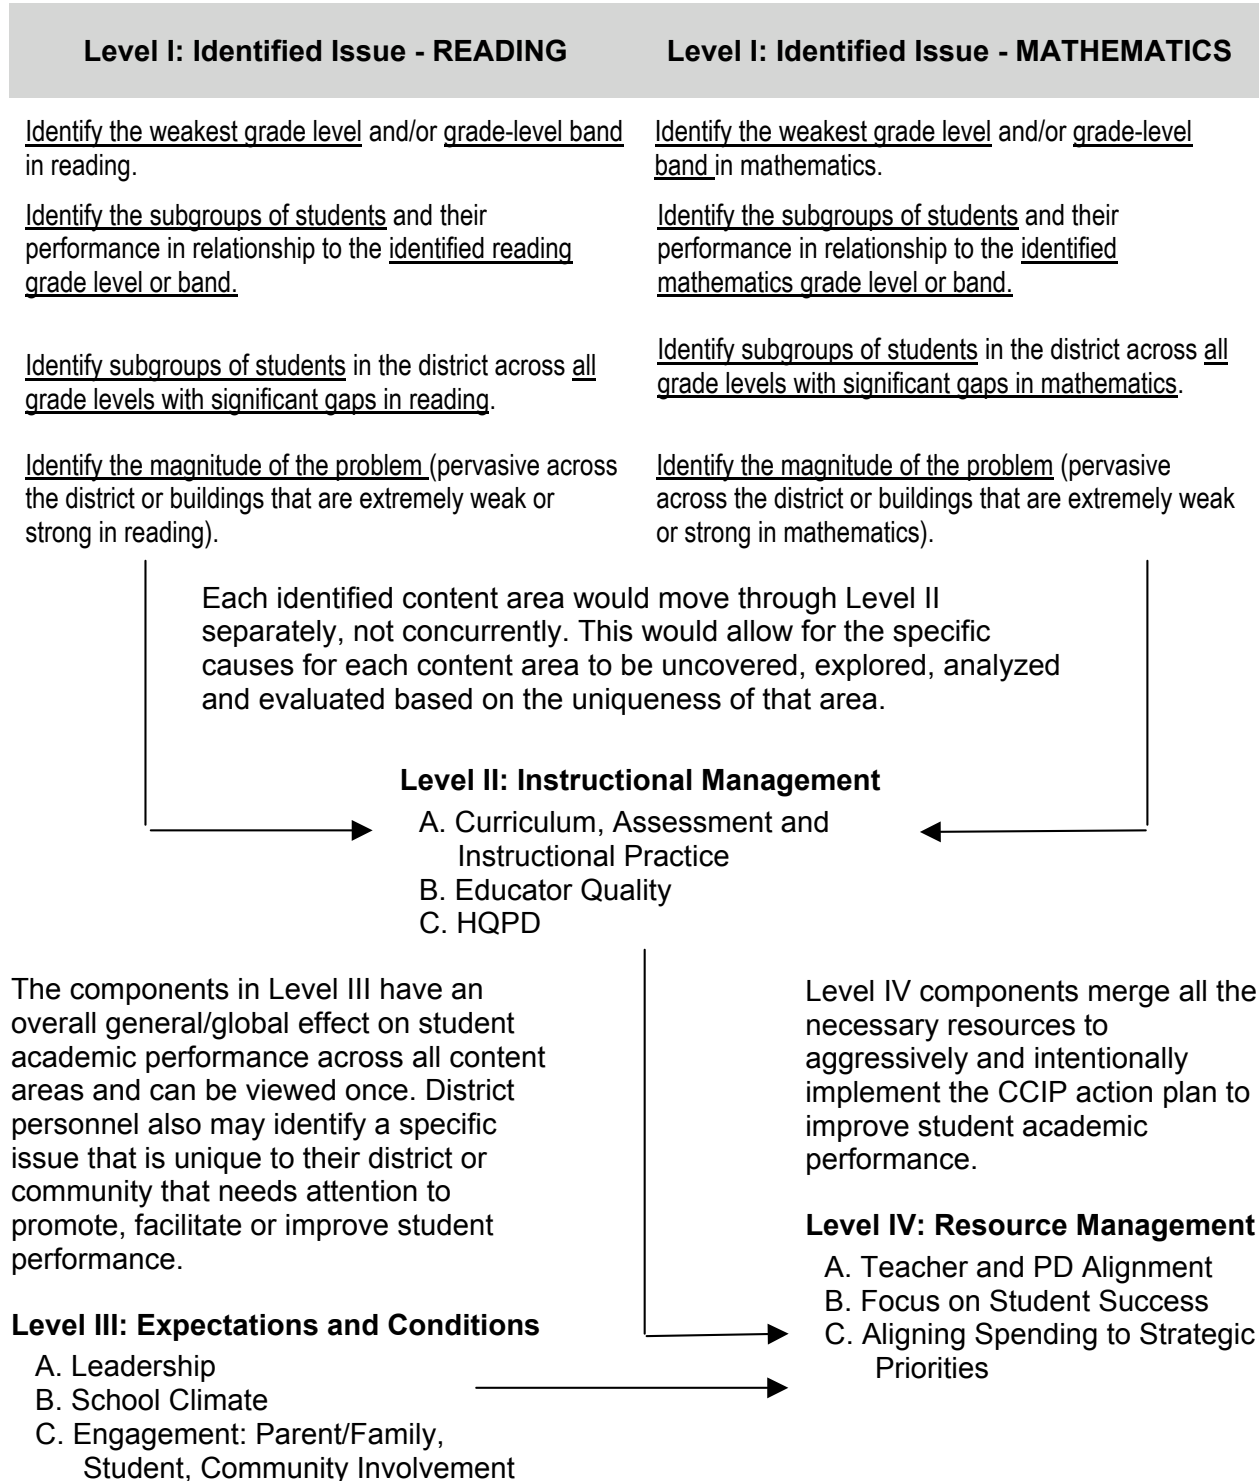 Level I: Identified Issue - READING
Identify the weakest grade level and/or grade-level band
in reading.
Identify the subgroups of students and their
performance in relationship to the identified reading
grade level or band.
Identify subgroups of students in the district across all
grade levels with significant gaps in reading.
Identify the magnitude of the problem (pervasive across
the district or buildings that are extremely weak or
strong in reading).
Level I: Identified Issue - MATHEMATICS
Identify the weakest grade level and/or grade-level
band in mathematics.
Identify the subgroups of students and their
performance in relationship to the identified
mathematics grade level or band.
Identify subgroups of students in the district across all
grade levels with significant gaps in mathematics.
Identify the magnitude of the problem (pervasive
across the district or buildings that are extremely weak
or strong in mathematics).
Each identified content area would move through Level II
separately, not concurrently. This would allow for the specific
causes for each content area to be uncovered, explored, analyzed
and evaluated based on the uniqueness of that area.
Level II: Instructional Management
A. Curriculum, Assessment and
Instructional Practice
B. Educator Quality
C. HQPD
The components in Level III have an
overall general/global effect on student
academic performance across all content
areas and can be viewed once. District
personnel also may identify a specific
issue that is unique to their district or
community that needs attention to
promote, facilitate or improve student
performance.
Level III: Expectations and Conditions
A. Leadership
B. School Climate
C. Engagement: Parent/Family,
Student, Community Involvement
Level IV components merge all the
necessary resources to
aggressively and intentionally
implement the CCIP action plan to
improve student academic
performance.
Level IV: Resource Management
A. Teacher and PD Alignment
B. Focus on Student Success
C. Aligning Spending to Strategic
Priorities